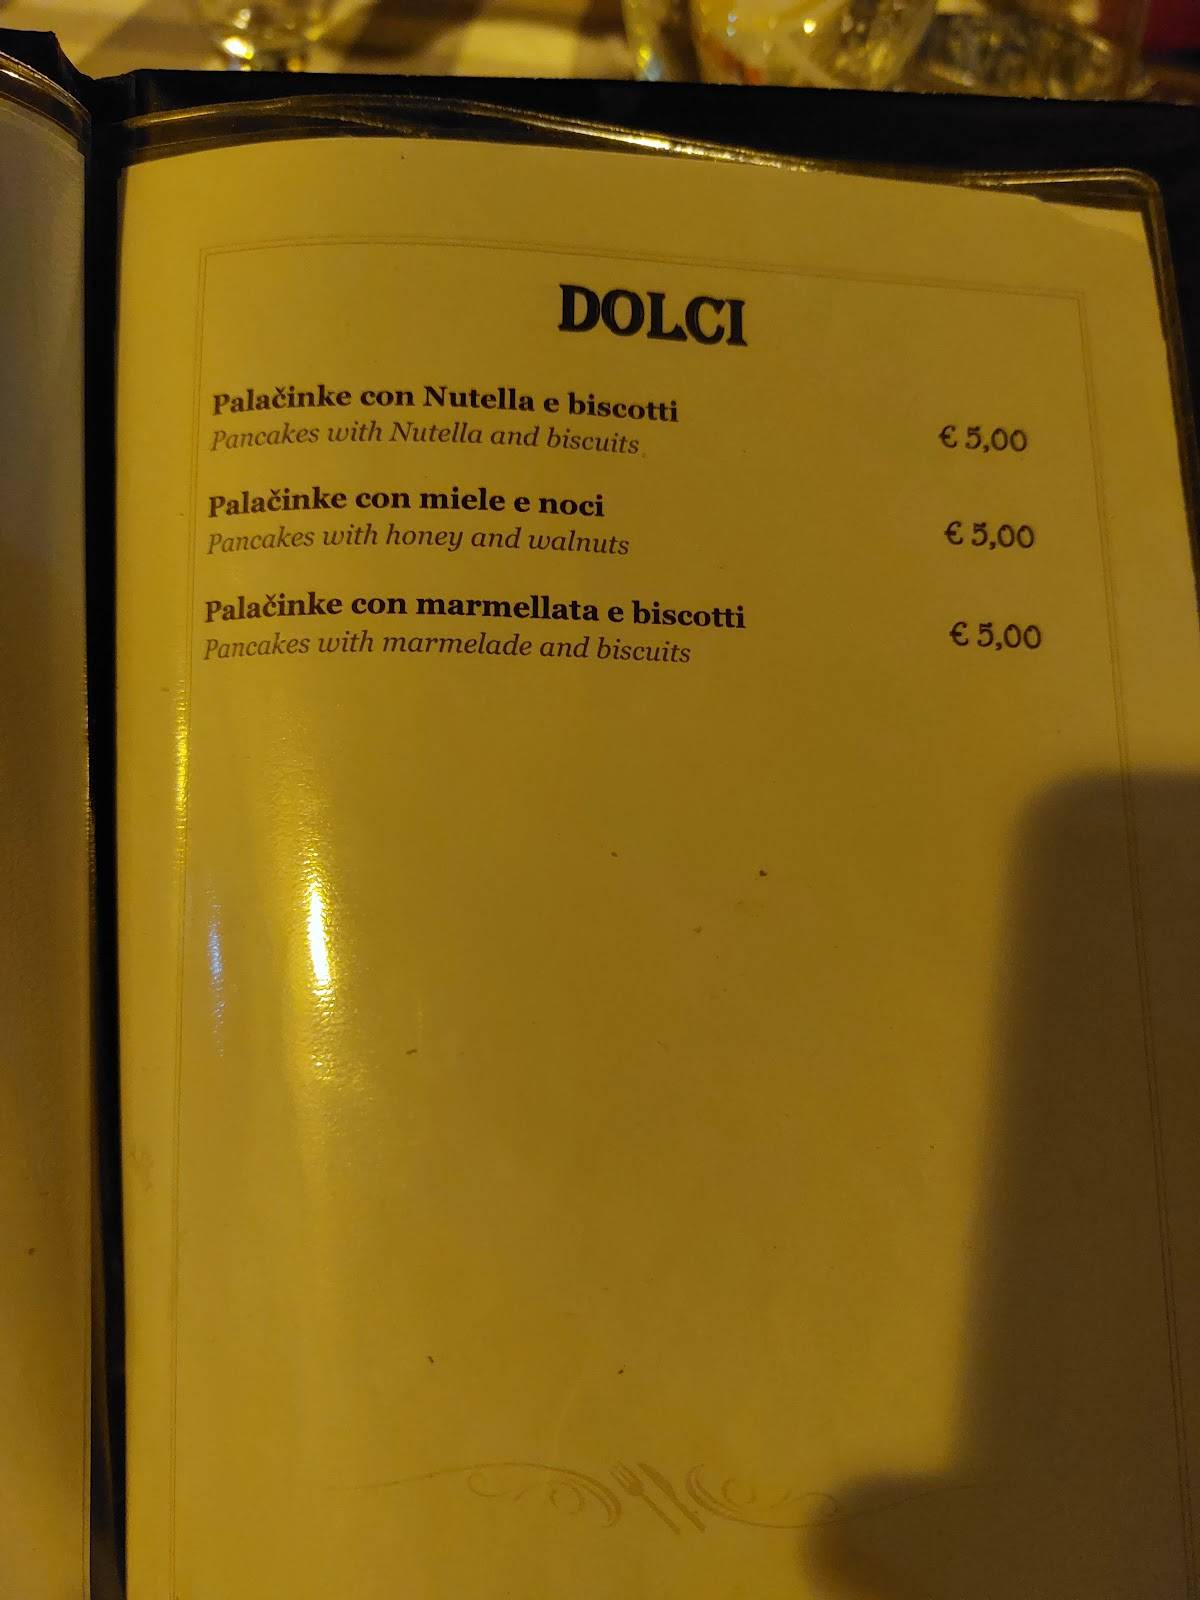 DOLCI
Palačinke con Nutella e biscotti
Pancakes with Nutella and biscuits
€ 5,00
Palačinke con miele e noci
Pancakes with honey and walnuts
€ 5,00
Palačinke con marmellata e biscotti
Pancakes with marmelade and biscuits
€ 5,00